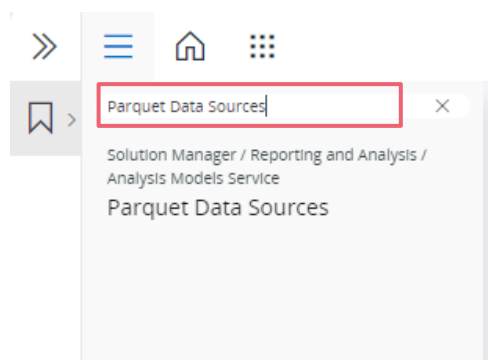 Parquet Data Sources
Solution Manager / Reporting and Analysis /
Analysis Models Service
Parquet Data Sources